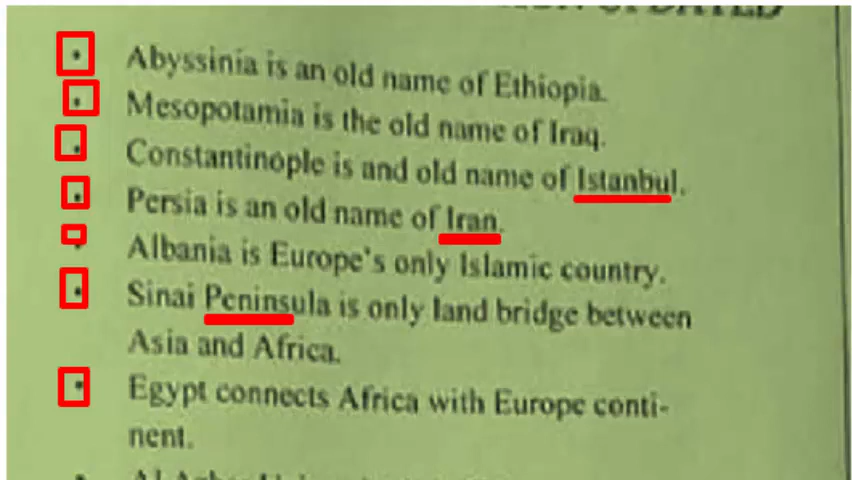 UPDATED
• Abyssinia is an old name of Ethiopia.
• Mesopotamia is the old name of Iraq.
• Constantinople is and old name of Istanbul.
• Persia is an old name of Iran.
• Albania is Europe's only Islamic country.
• Sinai Peninsula is only land bridge between
Asia and Africa.
• Egypt connects Africa with Europe conti-
nent.